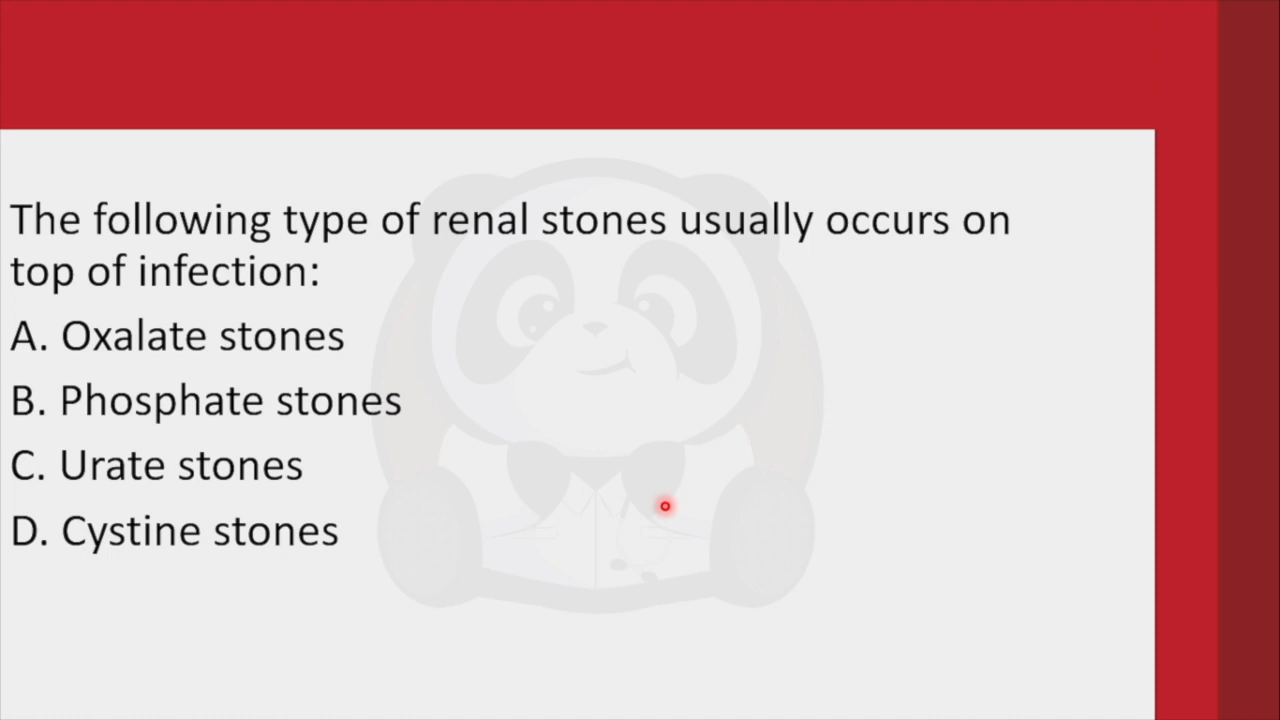 The following type of renal stones usually occurs on
top of infection:
A. Oxalate stones
B. Phosphate stones
C. Urate stones
D. Cystine stones